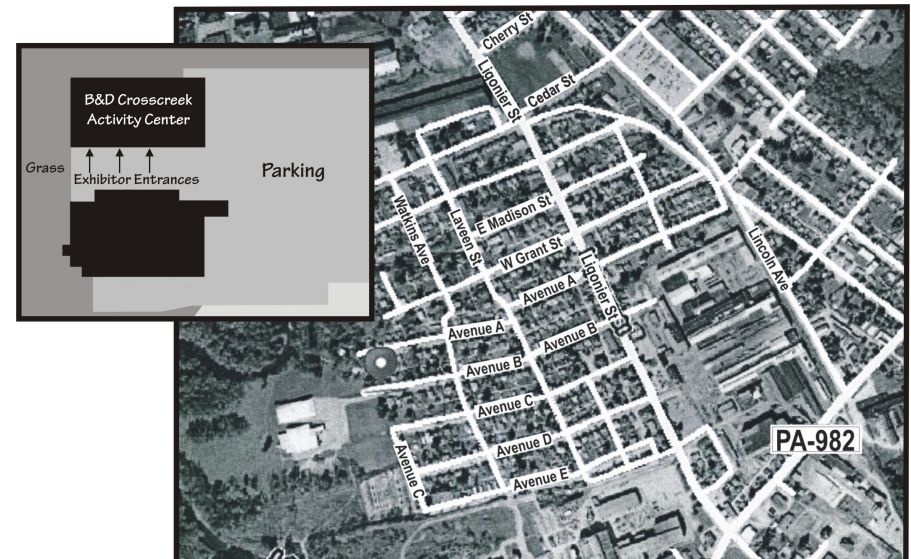 B&D Crosscreek
Activity Center
Grass
Exhibitor Entrances
Parking
Cherry St
Ligonier St
Cedar St
Watkins Ave
Laveen St
E Madison St
W Grant St
Ligonier St
Lincoln Ave
Avenue A
Avenue A
Avenue B
Avenue B
Avenue C
Avenue C
Avenue D
Avenue E
PA-982